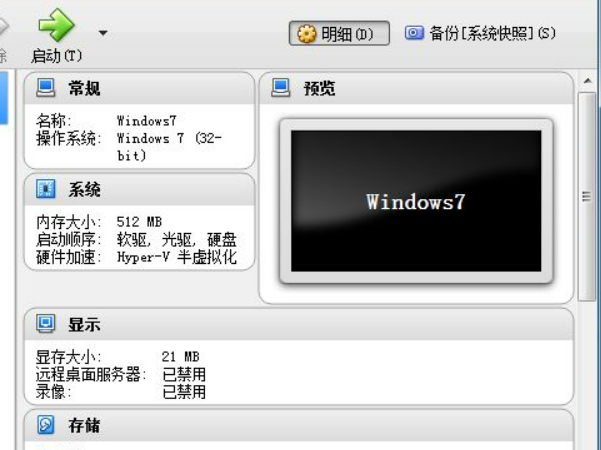 启动(T)
明细(D)
备份[系统快照](S)
常规
名称: Windows7
操作系统: Windows 7 (32-
bit)
预览
Windows7
系统
内存大小: 512 MB
启动顺序: 软驱, 光驱, 硬盘
硬件加速: Hyper-V 半虚拟化
显示
显存大小: 21 MB
远程桌面服务器: 已禁用
录像: 已禁用
存储